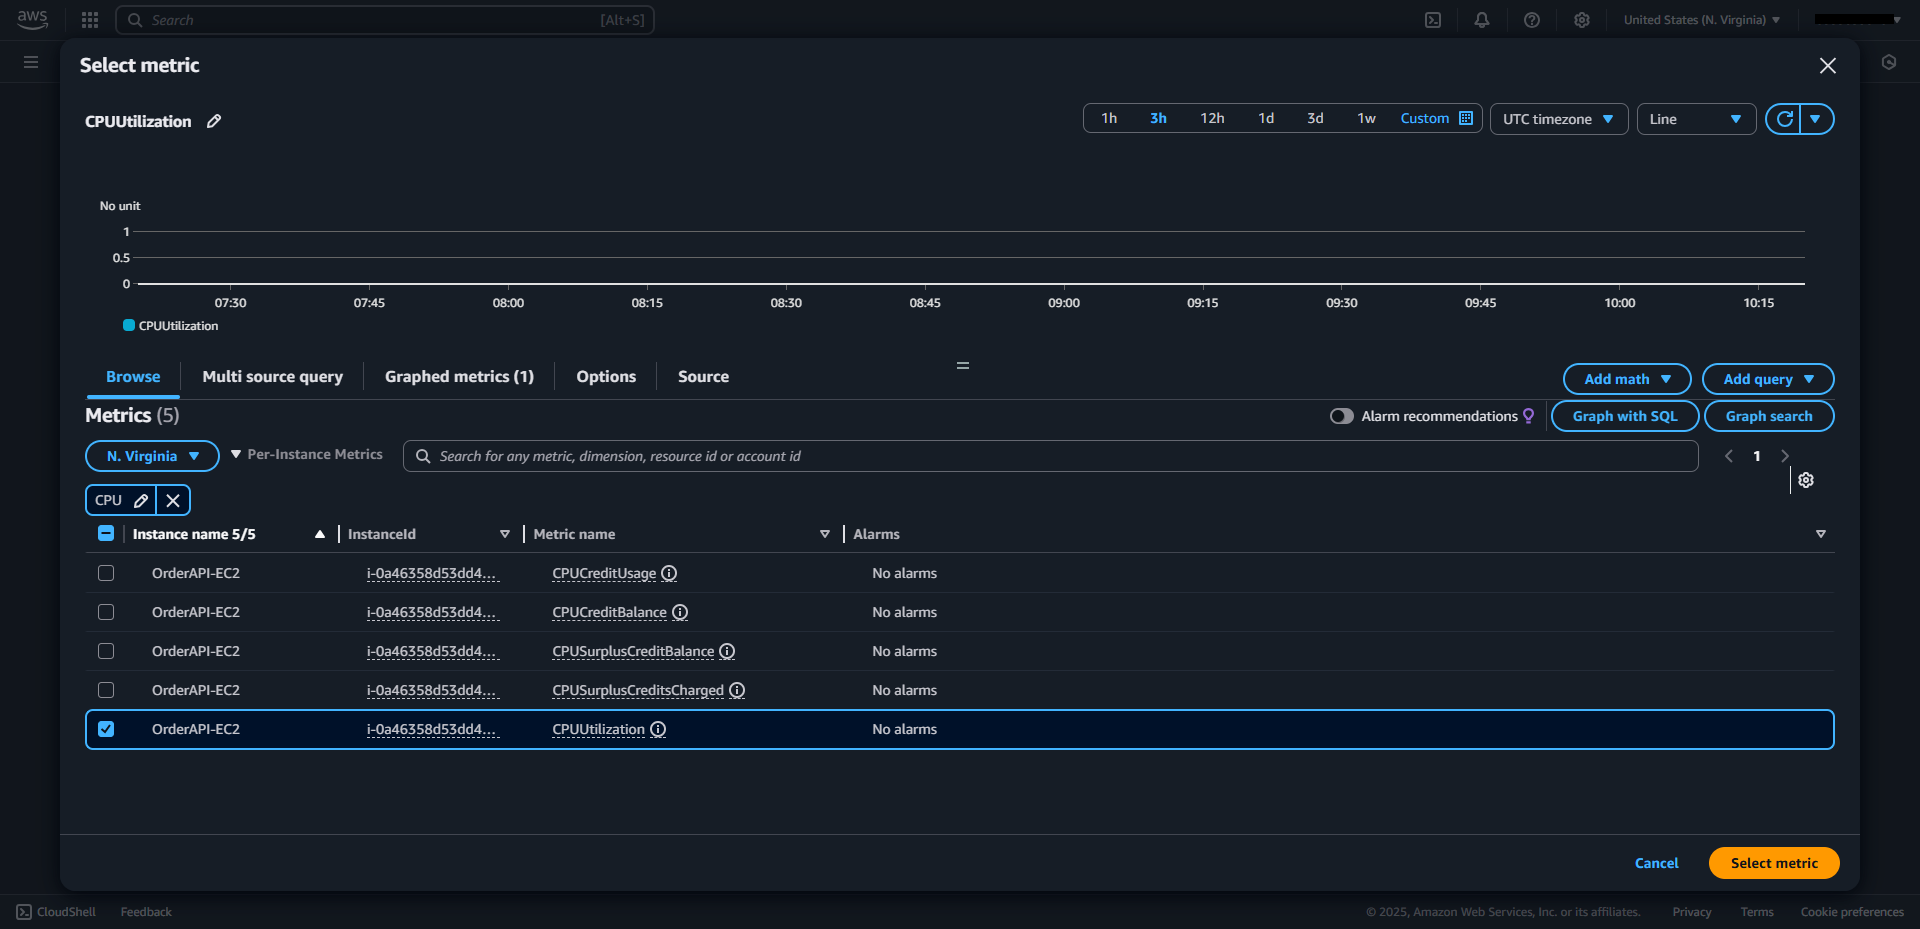 aws
Search [Alt+S]
United States (N. Virginia)
Select metric
CPUUtilization
1h 3h 12h 1d 3d 1w Custom
UTC timezone
Line
No unit
1
0.5
0
07:30 07:45 08:00 08:15 08:30 08:45 09:00 09:15 09:30 09:45 10:00 10:15
CPUUtilization
Browse Multi source query Graphed metrics (1) Options Source
Add math Add query
Metrics (5)
Alarm recommendations Graph with SQL Graph search
N. Virginia Per-Instance Metrics Search for any metric, dimension, resource id or account id 1
CPU
Instance name 5/5 InstanceId Metric name Alarms
OrderAPI-EC2 i-0a46358d53dd4... CPUCreditUsage No alarms
OrderAPI-EC2 i-0a46358d53dd4... CPUCreditBalance No alarms
OrderAPI-EC2 i-0a46358d53dd4... CPUSurplusCreditBalance No alarms
OrderAPI-EC2 i-0a46358d53dd4... CPUSurplusCreditsCharged No alarms
OrderAPI-EC2 i-0a46358d53dd4... CPUUtilization No alarms
Cancel Select metric
CloudShell Feedback © 2025, Amazon Web Services, Inc. or its affiliates. Privacy Terms Cookie preferences